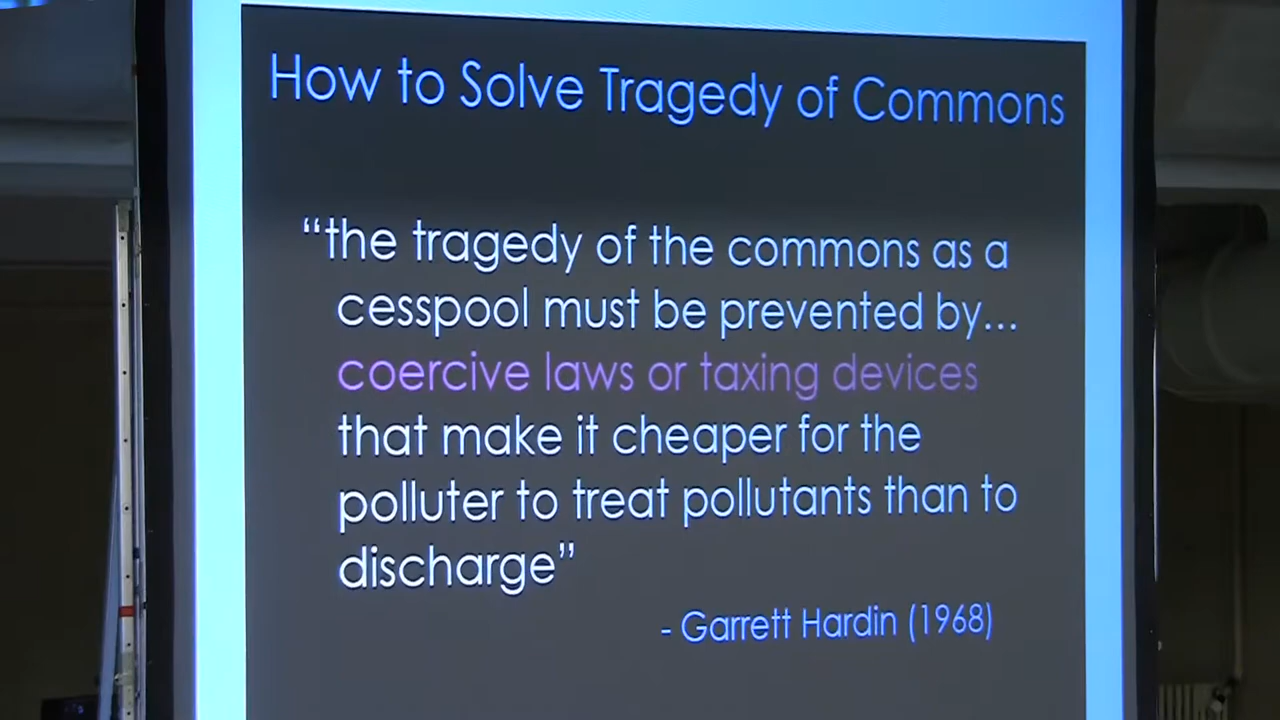 How to Solve Tragedy of Commons
“the tragedy of the commons as a
cesspool must be prevented by...
coercive laws or taxing devices
that make it cheaper for the
polluter to treat pollutants than to
discharge”
- Garrett Hardin (1968)